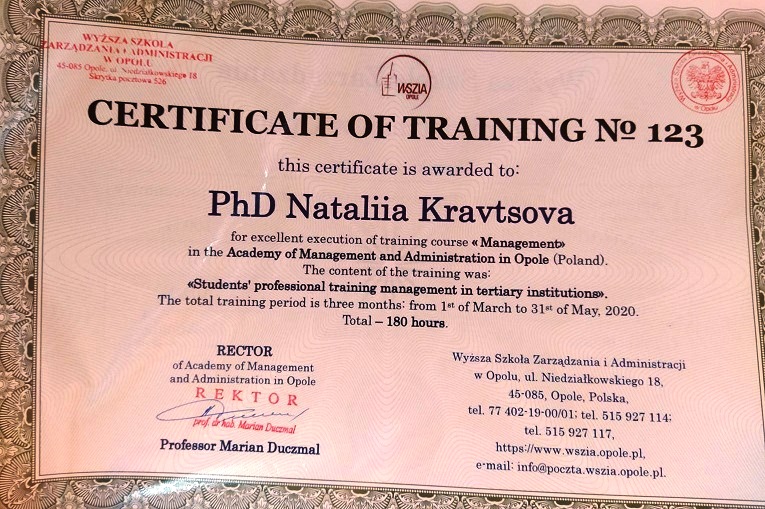 WYŻSZA SZKOŁA
ZARZĄDZANIA I ADMINISTRACJI
W OPOLU
45-085 Opole, ul. Niedziałkowskiego 18
Skrytka pocztowa 526
WSZIA
OPOLE
CERTIFICATE OF TRAINING № 123
this certificate is awarded to:
PhD Nataliia Kravtsova
for excellent execution of training course «Management»
in the Academy of Management and Administration in Opole (Poland).
The content of the training was:
«Students' professional training management in tertiary institutions».
The total training period is three months: from 1st of March to 31st of May, 2020.
Total – 180 hours.
RECTOR
of Academy of Management
and Administration in Opole
REKTOR
prof. dr hab. Marian Duczmal
Professor Marian Duczmal
Wyższa Szkoła Zarządzania i Administracji
w Opolu, ul. Niedziałkowskiego 18,
45-085, Opole, Polska,
tel. 77 402-19-00/01; tel. 515 927 114;
tel. 515 927 117,
https://www.wszia.opole.pl,
e-mail: info@poczta.wszia.opole.pl.